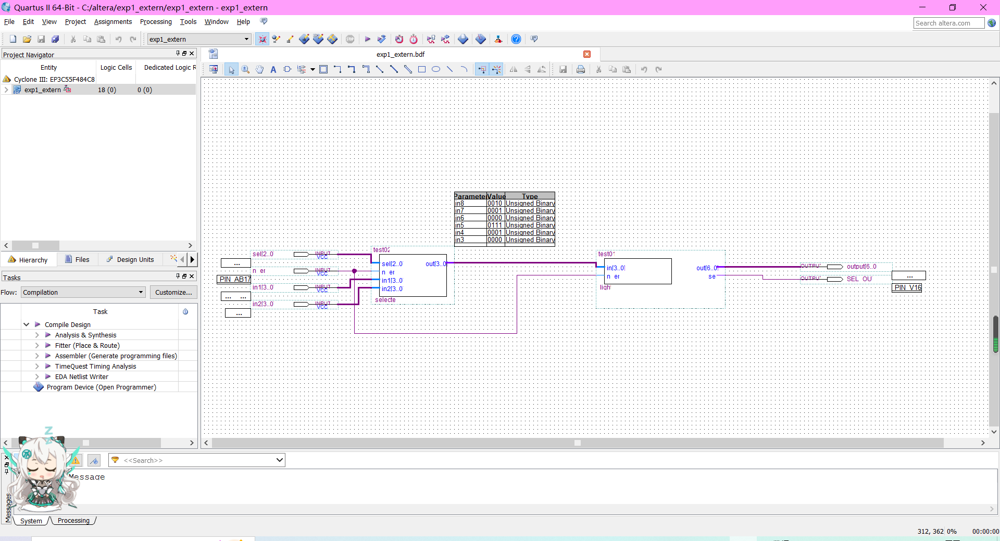 Quartus II 64-Bit - C:/altera/exp1_extern/exp1_extern - exp1_extern
File Edit View Project Assignments Processing Tools Window Help
Search altera.com
exp1_extern
STOP
Project Navigator
Entity Logic Cells Dedicated Logic R
Cyclone III: EP3C55F484C8
exp1_extern 18 (0) 0 (0)
Hierarchy Files Design Units
Tasks
Flow: Compilation Customize...
Task
Compile Design
Analysis & Synthesis
Fitter (Place & Route)
Assembler (Generate programming files)
TimeQuest Timing Analysis
EDA Netlist Writer
Program Device (Open Programmer)
exp1_extern.bdf
Paramete Value Type
in8 0010 Unsigned Binary
in7 0001 Unsigned Binary
in6 0000 Unsigned Binary
in5 0111 Unsigned Binary
in4 0001 Unsigned Binary
in3 0000 Unsigned Binary
sel[2..0 INPUT VCC
...
n er INPUT VCC
PIN AB17
in1[3..0 INPUT VCC
... ...
in2[3..0 INPUT VCC
...
test02
sel[2..0 out[3..0
n er
in1[3..0
in2[3..0
selecte
test01
in[3..0 out[6..0
n er se
ligh
OUTPU output[6..0
...
OUTPU SEL OU
PIN V16
<<Search>>
Message
Messages
System Processing
312, 362 0% 00:00:00